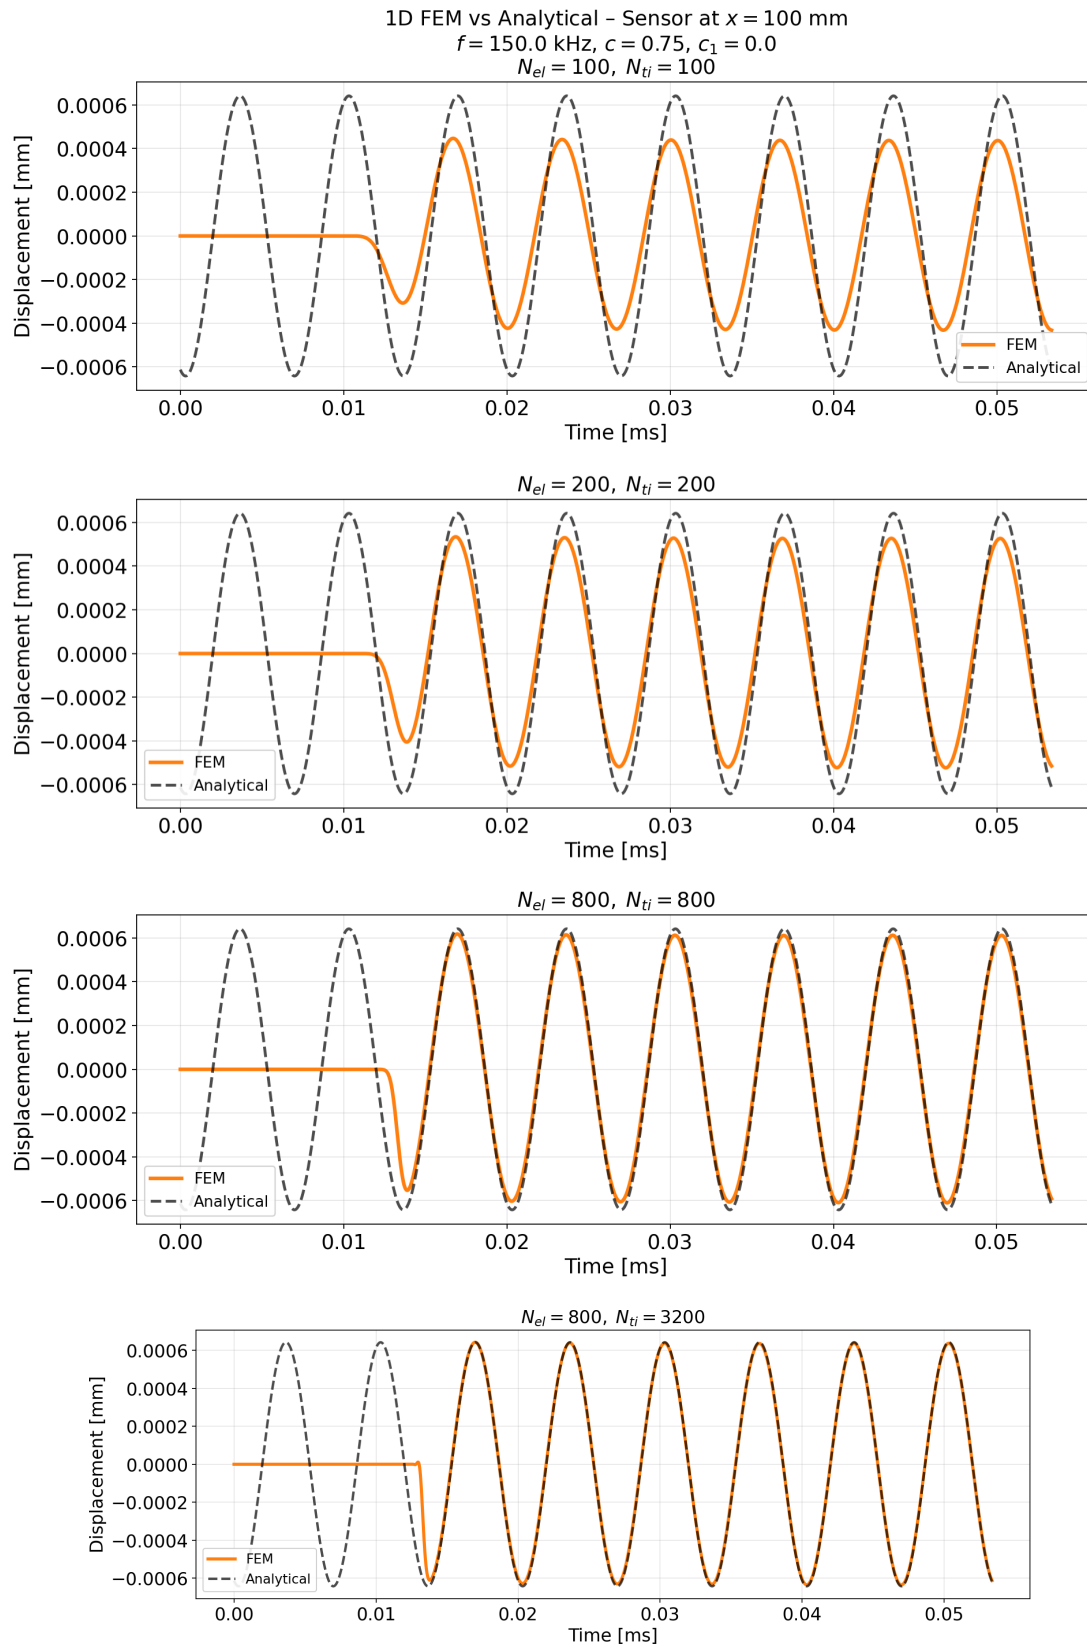 1D FEM vs Analytical – Sensor at x = 100 mm
f = 150.0 kHz, c = 0.75, c₁ = 0.0
Nₑₗ = 100, Nₜᵢ = 100
Displacement [mm]
0.0006
0.0004
0.0002
0.0000
−0.0002
−0.0004
−0.0006
FEM
Analytical
0.00 0.01 0.02 0.03 0.04 0.05
Time [ms]
Nₑₗ = 200, Nₜᵢ = 200
Displacement [mm]
0.0006
0.0004
0.0002
0.0000
−0.0002
−0.0004
−0.0006
FEM
Analytical
0.00 0.01 0.02 0.03 0.04 0.05
Time [ms]
Nₑₗ = 800, Nₜᵢ = 800
Displacement [mm]
0.0006
0.0004
0.0002
0.0000
−0.0002
−0.0004
−0.0006
FEM
Analytical
0.00 0.01 0.02 0.03 0.04 0.05
Time [ms]
Nₑₗ = 800, Nₜᵢ = 3200
Displacement [mm]
0.0006
0.0004
0.0002
0.0000
−0.0002
−0.0004
−0.0006
FEM
Analytical
0.00 0.01 0.02 0.03 0.04 0.05
Time [ms]